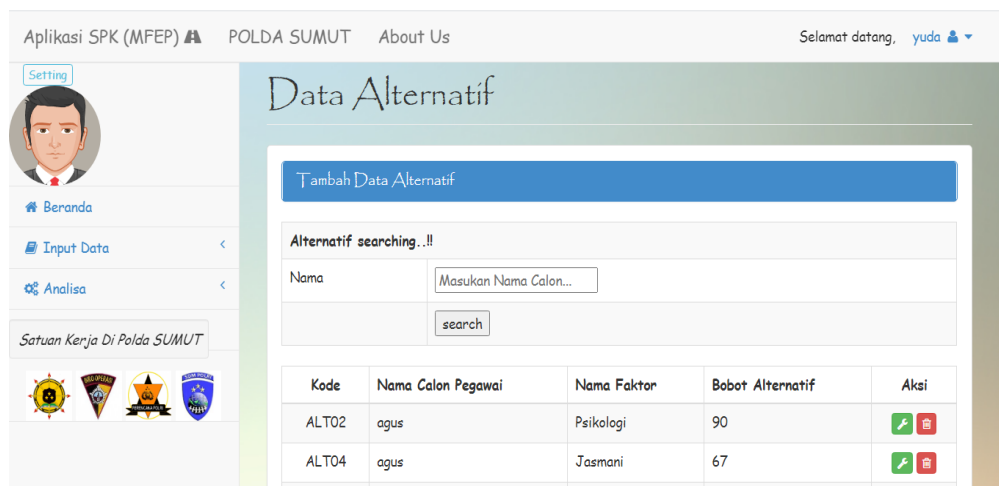 Aplikasi SPK (MFEP) POLDA SUMUT About Us Selamat datang, yuda
Setting
Beranda
Input Data
Analisa
Satuan Kerja Di Polda SUMUT
Data Alternatif
Tambah Data Alternatif
Alternatif searching..!!
Nama Masukan Nama Calon...
search
Kode Nama Calon Pegawai Nama Faktor Bobot Alternatif Aksi
ALT02 agus Psikologi 90
ALT04 agus Jasmani 67